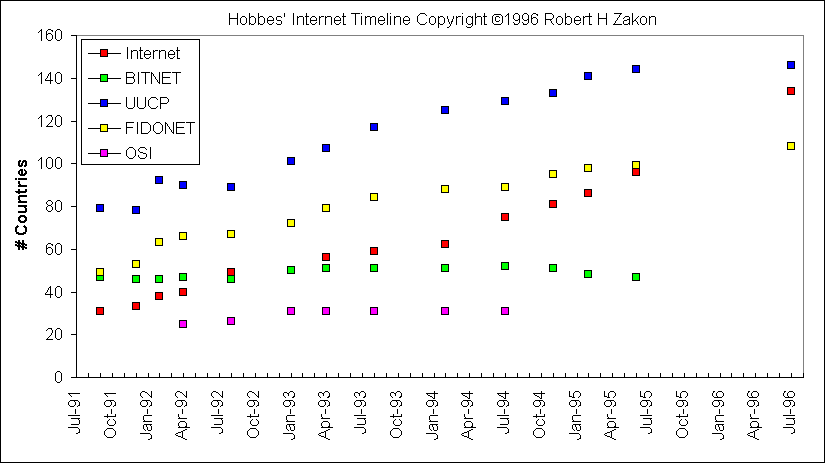 Hobbes' Internet Timeline Copyright ©1996 Robert H Zakon
160
140
120
100
80
60
40
20
0
# Countries
Internet
BITNET
UUCP
FIDONET
OSI
Jul-91
Oct-91
Jan-92
Apr-92
Jul-92
Oct-92
Jan-93
Apr-93
Jul-93
Oct-93
Jan-94
Apr-94
Jul-94
Oct-94
Jan-95
Apr-95
Jul-95
Oct-95
Jan-96
Apr-96
Jul-96